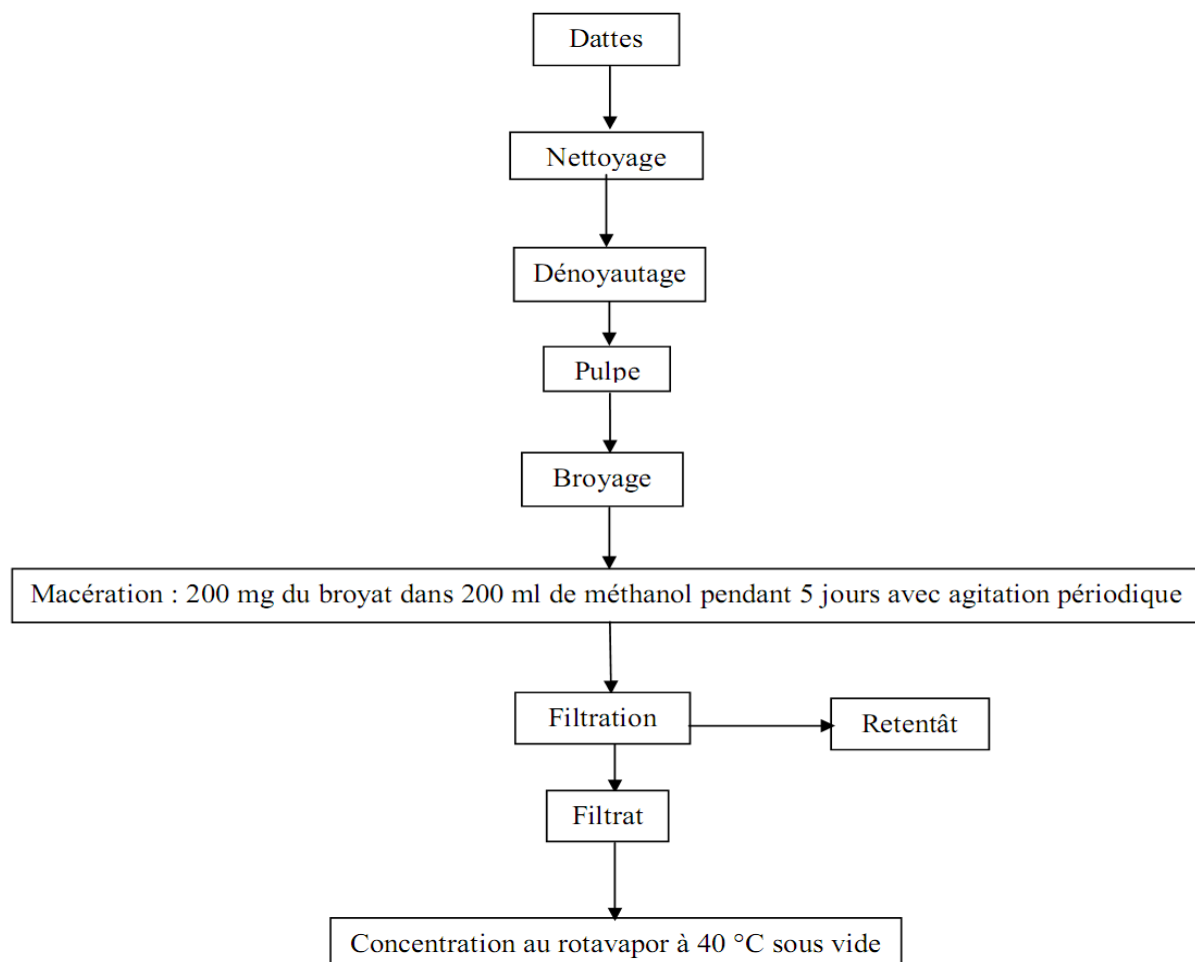 Dattes
Nettoyage
Dénoyautage
Pulpe
Broyage
Macération : 200 mg du broyat dans 200 ml de méthanol pendant 5 jours avec agitation périodique
Filtration
Retentât
Filtrat
Concentration au rotavapor à 40 °C sous vide